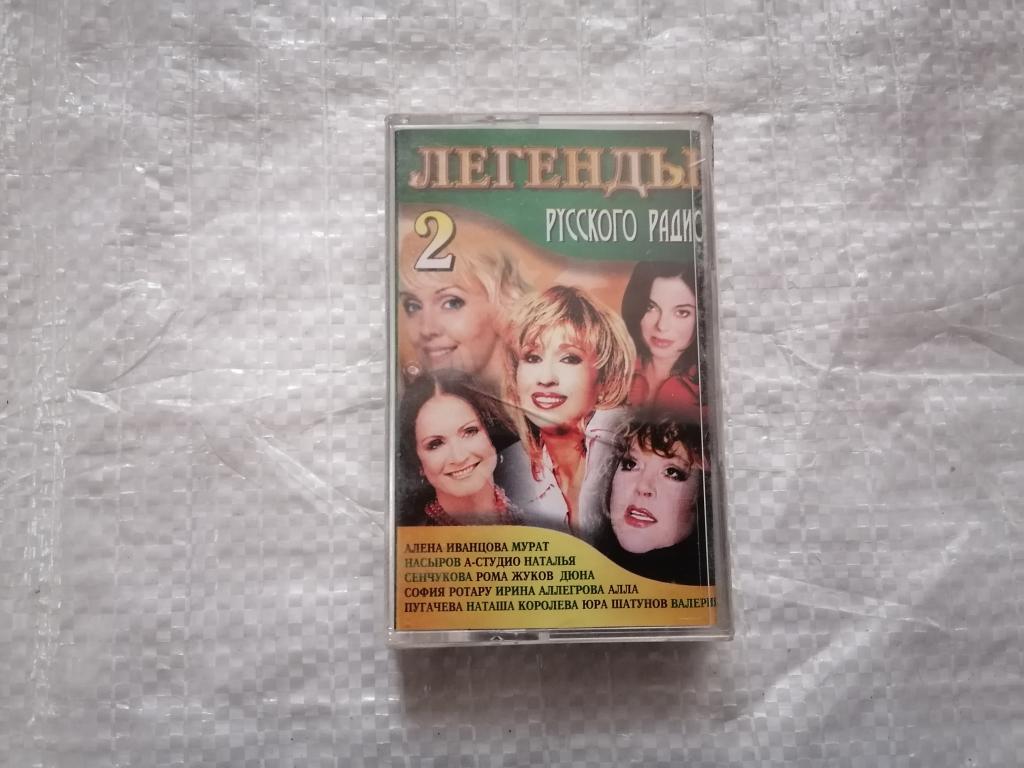 ЛЕГЕНДЫ
РУССКОГО РАДИО
2
АЛЕНА ИВАНЦОВА МУРАТ
НАСЫРОВ А-СТУДИО НАТАЛЬЯ
СЕНЧУКОВА РОМА ЖУКОВ ДЮНА
СОФИЯ РОТАРУ ИРИНА АЛЛЕГРОВА АЛЛА
ПУГАЧЕВА НАТАША КОРОЛЕВА ЮРА ШАТУНОВ ВАЛЕРИЯ